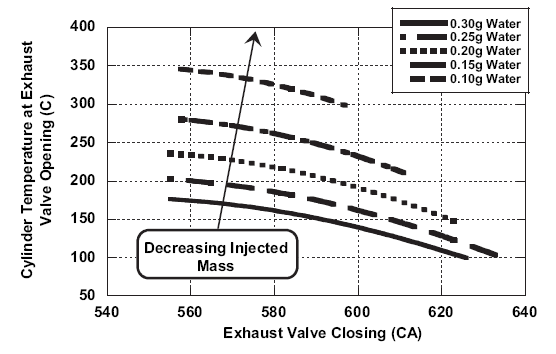 Cylinder Temperature at Exhaust
Valve Opening (C)
400
350
300
250
200
150
100
50
0.30g Water
0.25g Water
0.20g Water
0.15g Water
0.10g Water
Decreasing Injected
Mass
540
560
580
600
620
640
Exhaust Valve Closing (CA)